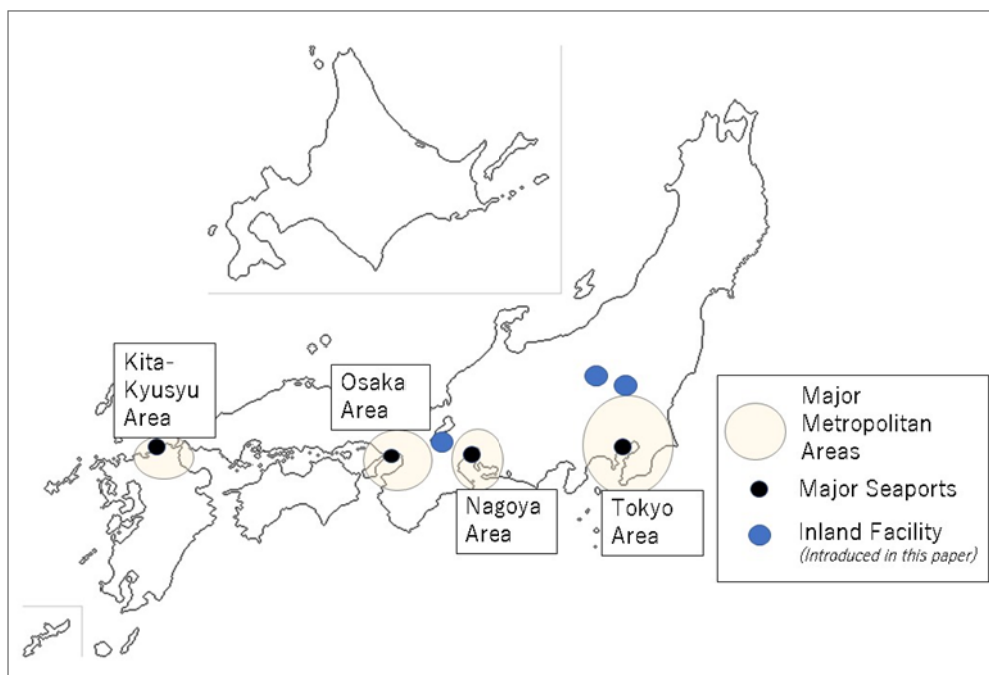 Kita-
Kyusyu
Area
Osaka
Area
Nagoya
Area
Tokyo
Area
Major
Metropolitan
Areas
Major Seaports
Inland Facility
(Introduced in this paper)